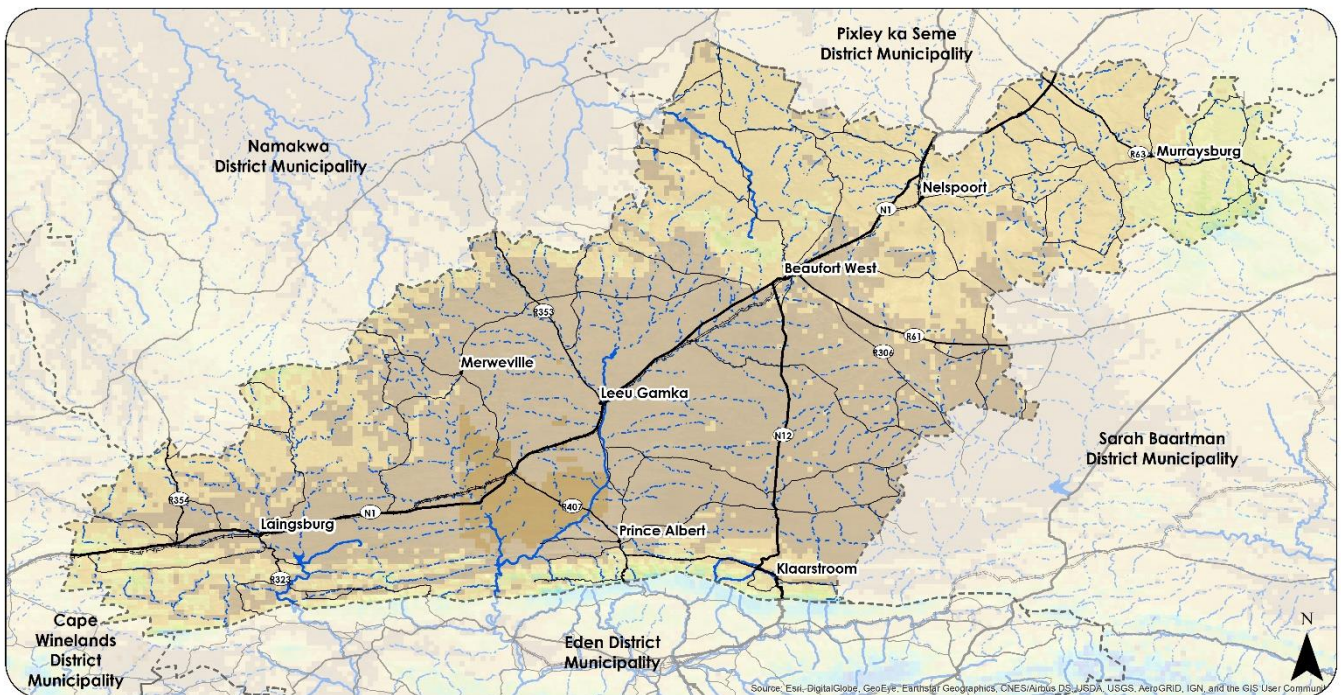 Pixley ka Seme
District Municipality
Namakwa
District Municipality
R63
Murraysburg
Nelspoort
N1
Beaufort West
R353
R61
R306
Merweville
Leeu Gamka
N12
Sarah Baartman
District Municipality
R354
R407
N1
Laingsburg
Prince Albert
Klaarstroom
R323
Cape
Winelands
District
Municipality
Eden District
Municipality
N
Source: Esri, DigitalGlobe, GeoEye, Earthstar Geographics, CNES/Airbus DS, USDA, USGS, AeroGRID, IGN, and the GIS User Community